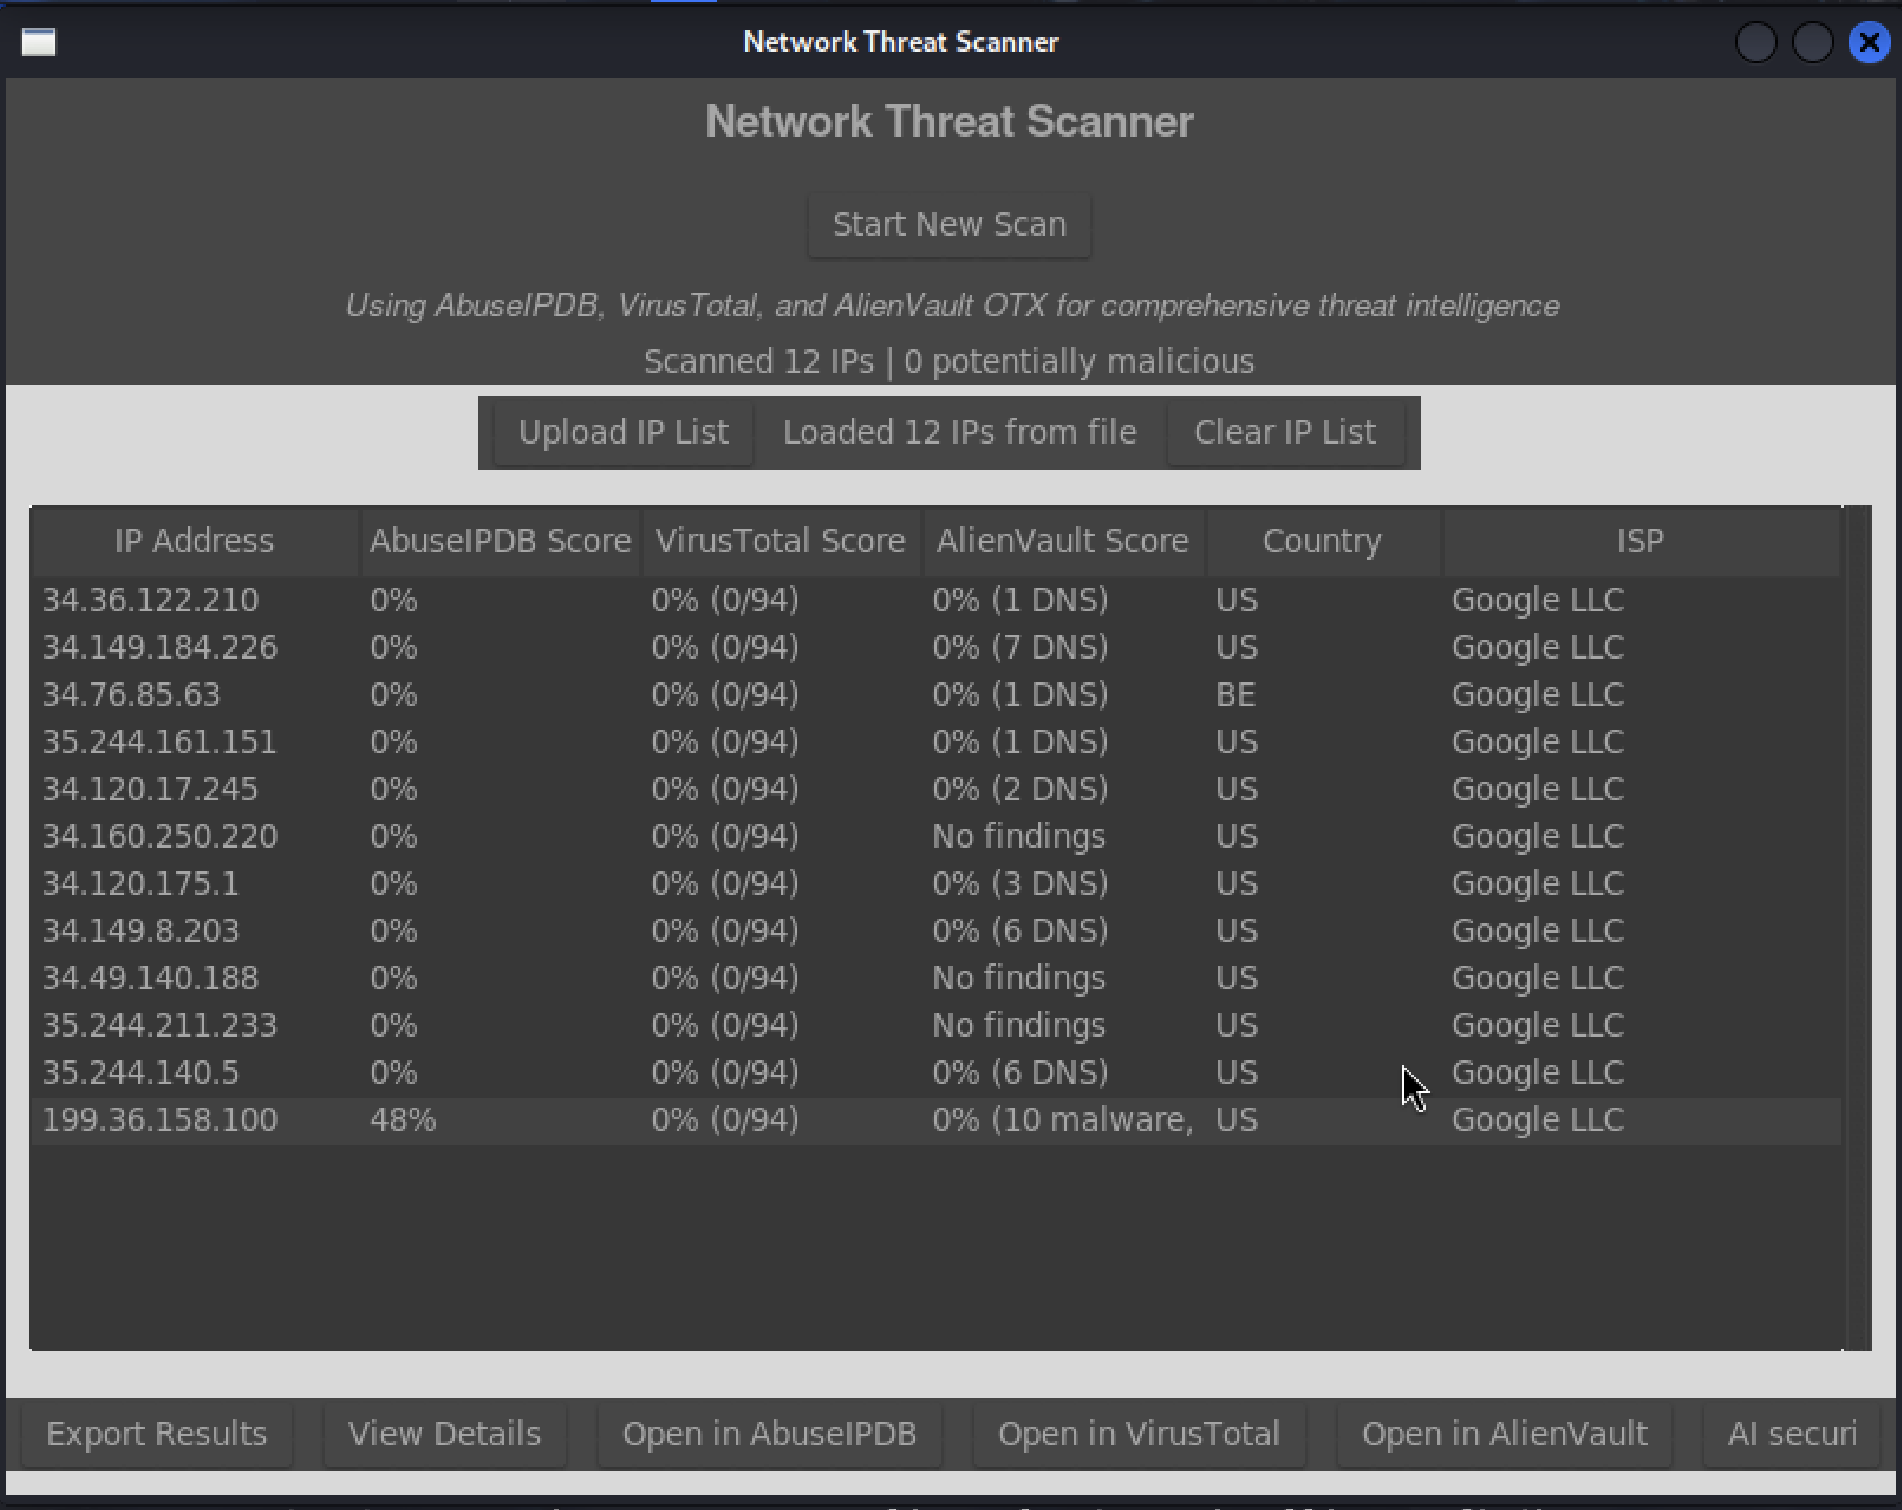 Network Threat Scanner
Network Threat Scanner
Start New Scan
Using AbuseIPDB, VirusTotal, and AlienVault OTX for comprehensive threat intelligence
Scanned 12 IPs | 0 potentially malicious
Upload IP List Loaded 12 IPs from file Clear IP List
IP Address AbuseIPDB Score VirusTotal Score AlienVault Score Country ISP
34.36.122.210 0% 0% (0/94) 0% (1 DNS) US Google LLC
34.149.184.226 0% 0% (0/94) 0% (7 DNS) US Google LLC
34.76.85.63 0% 0% (0/94) 0% (1 DNS) BE Google LLC
35.244.161.151 0% 0% (0/94) 0% (1 DNS) US Google LLC
34.120.17.245 0% 0% (0/94) 0% (2 DNS) US Google LLC
34.160.250.220 0% 0% (0/94) No findings US Google LLC
34.120.175.1 0% 0% (0/94) 0% (3 DNS) US Google LLC
34.149.8.203 0% 0% (0/94) 0% (6 DNS) US Google LLC
34.49.140.188 0% 0% (0/94) No findings US Google LLC
35.244.211.233 0% 0% (0/94) No findings US Google LLC
35.244.140.5 0% 0% (0/94) 0% (6 DNS) US Google LLC
199.36.158.100 48% 0% (0/94) 0% (10 malware, US Google LLC
Export Results View Details Open in AbuseIPDB Open in VirusTotal Open in AlienVault AI securi